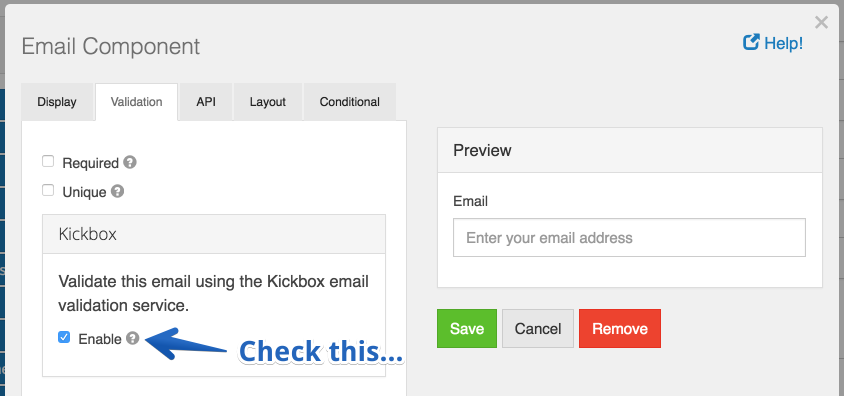 Email Component
Help!
Display Validation API Layout Conditional
Required
Unique
Kickbox
Validate this email using the Kickbox email
validation service.
Enable
Check this...
Preview
Email
Enter your email address
Save Cancel Remove